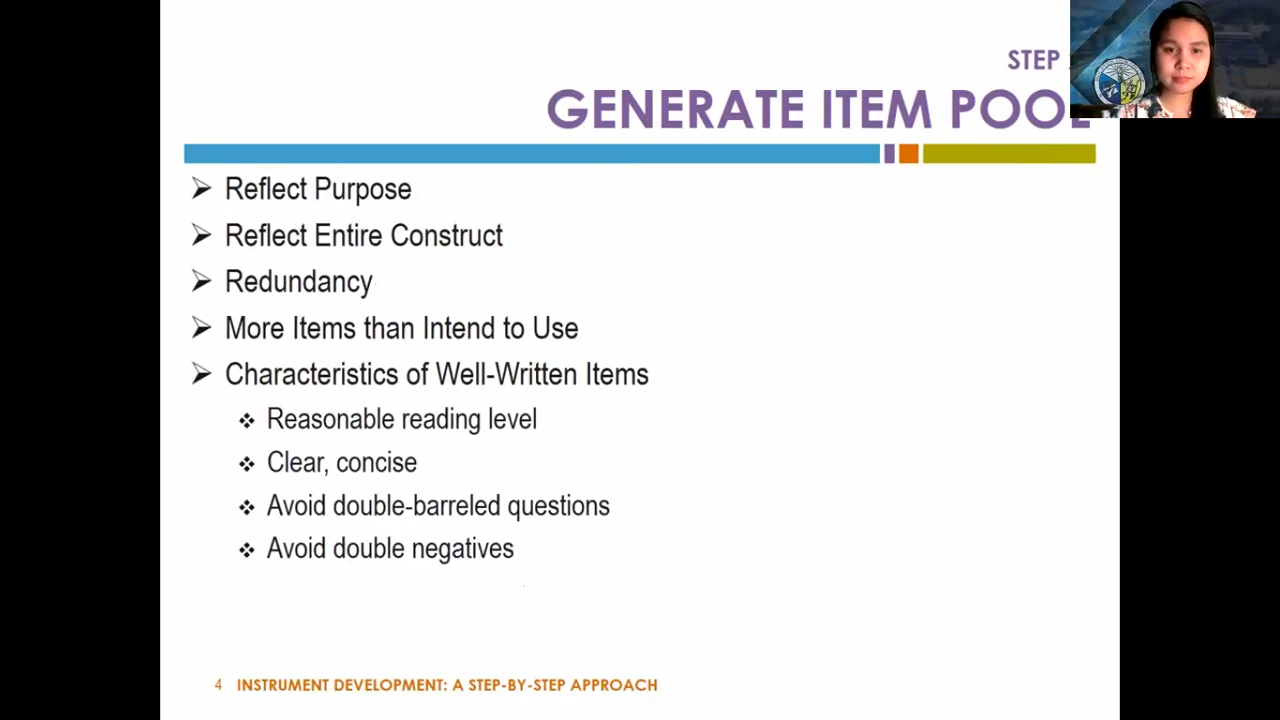 STEP
GENERATE ITEM POOL
Reflect Purpose
Reflect Entire Construct
Redundancy
More Items than Intend to Use
Characteristics of Well-Written Items
Reasonable reading level
Clear, concise
Avoid double-barreled questions
Avoid double negatives
4 INSTRUMENT DEVELOPMENT: A STEP-BY-STEP APPROACH